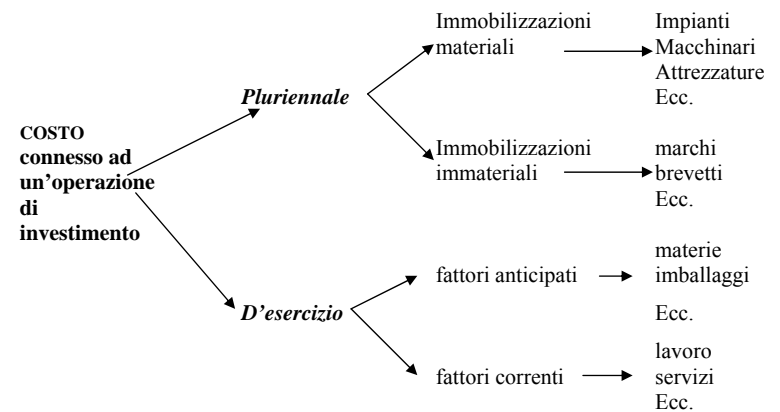 Immobilizzazioni
materiali
Impianti
Macchinari
Attrezzature
Ecc.
Pluriennale
COSTO
connesso ad
un'operazione
di
investimento
Immobilizzazioni
immateriali
marchi
brevetti
Ecc.
D'esercizio
fattori anticipati
materie
imballaggi
Ecc.
fattori correnti
lavoro
servizi
Ecc.